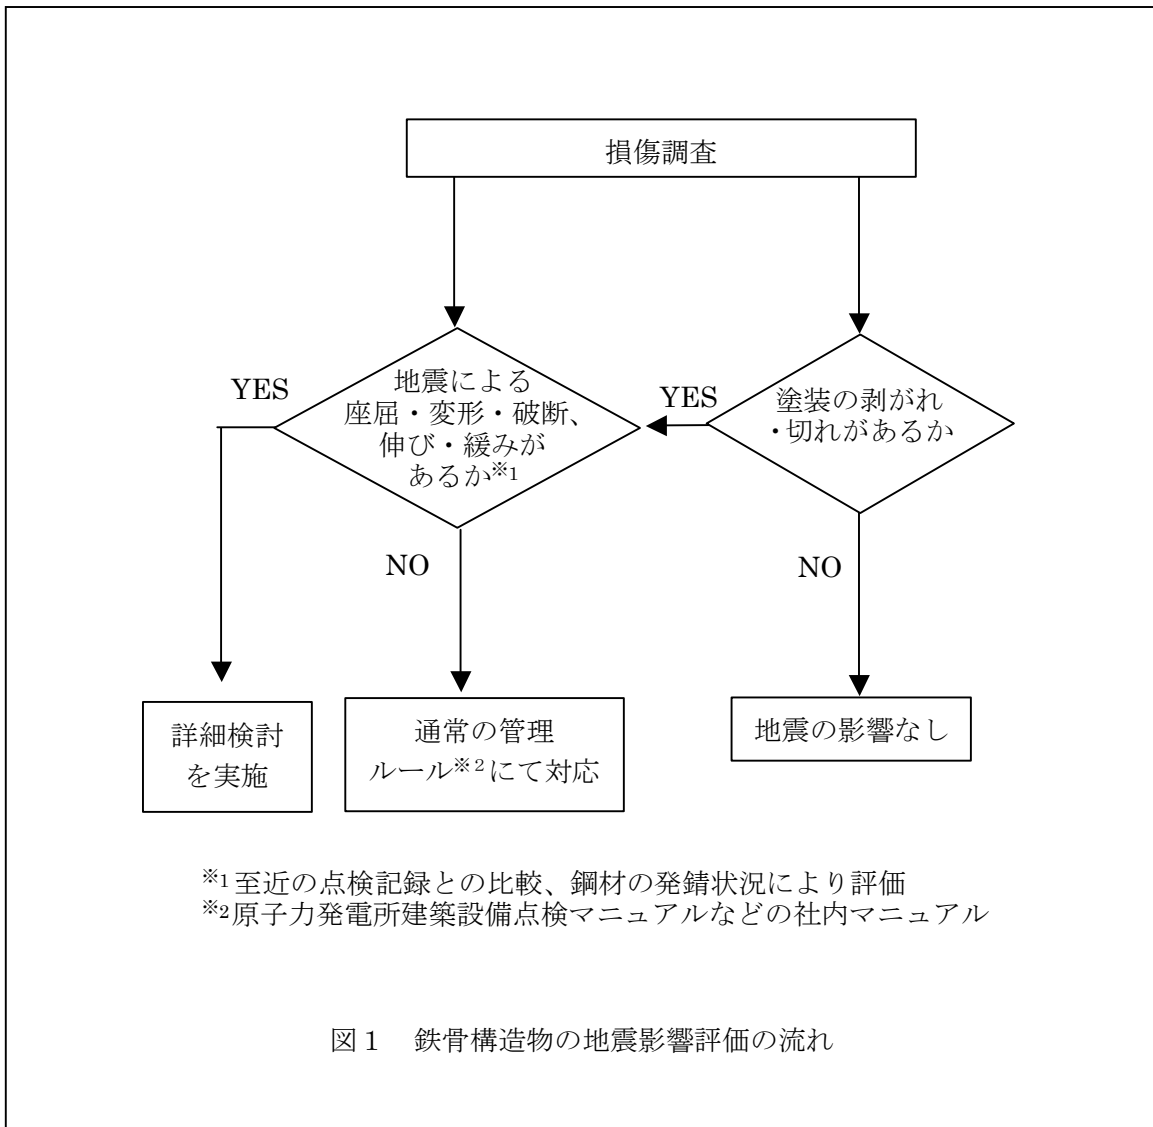 損傷調査
YES
地震による
座屈・変形・破断、
伸び・緩みが
あるか※1
YES
塗装の剥がれ
・切れがあるか
NO
NO
詳細検討
を実施
通常の管理
ルール※2にて対応
地震の影響なし
※1至近の点検記録との比較、鋼材の発錆状況により評価
※2原子力発電所建築設備点検マニュアルなどの社内マニュアル
図1　鉄骨構造物の地震影響評価の流れ